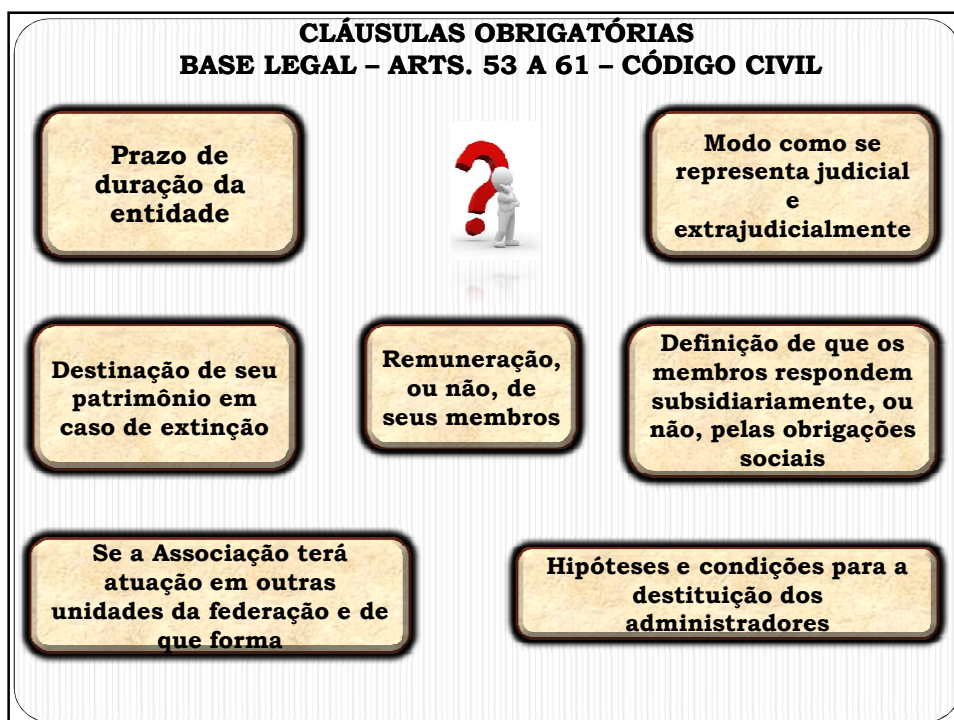 CLÁUSULAS OBRIGATÓRIAS
BASE LEGAL – ARTS. 53 A 61 – CÓDIGO CIVIL
Prazo de
duração da
entidade
Modo como se
representa judicial
e
extrajudicialmente
Destinação de seu
patrimônio em
caso de extinção
Remuneração,
ou não, de
seus membros
Definição de que os
membros respondem
subsidiariamente, ou
não, pelas obrigações
sociais
Se a Associação terá
atuação em outras
unidades da federação e de
que forma
Hipóteses e condições para a
destituição dos
administradores